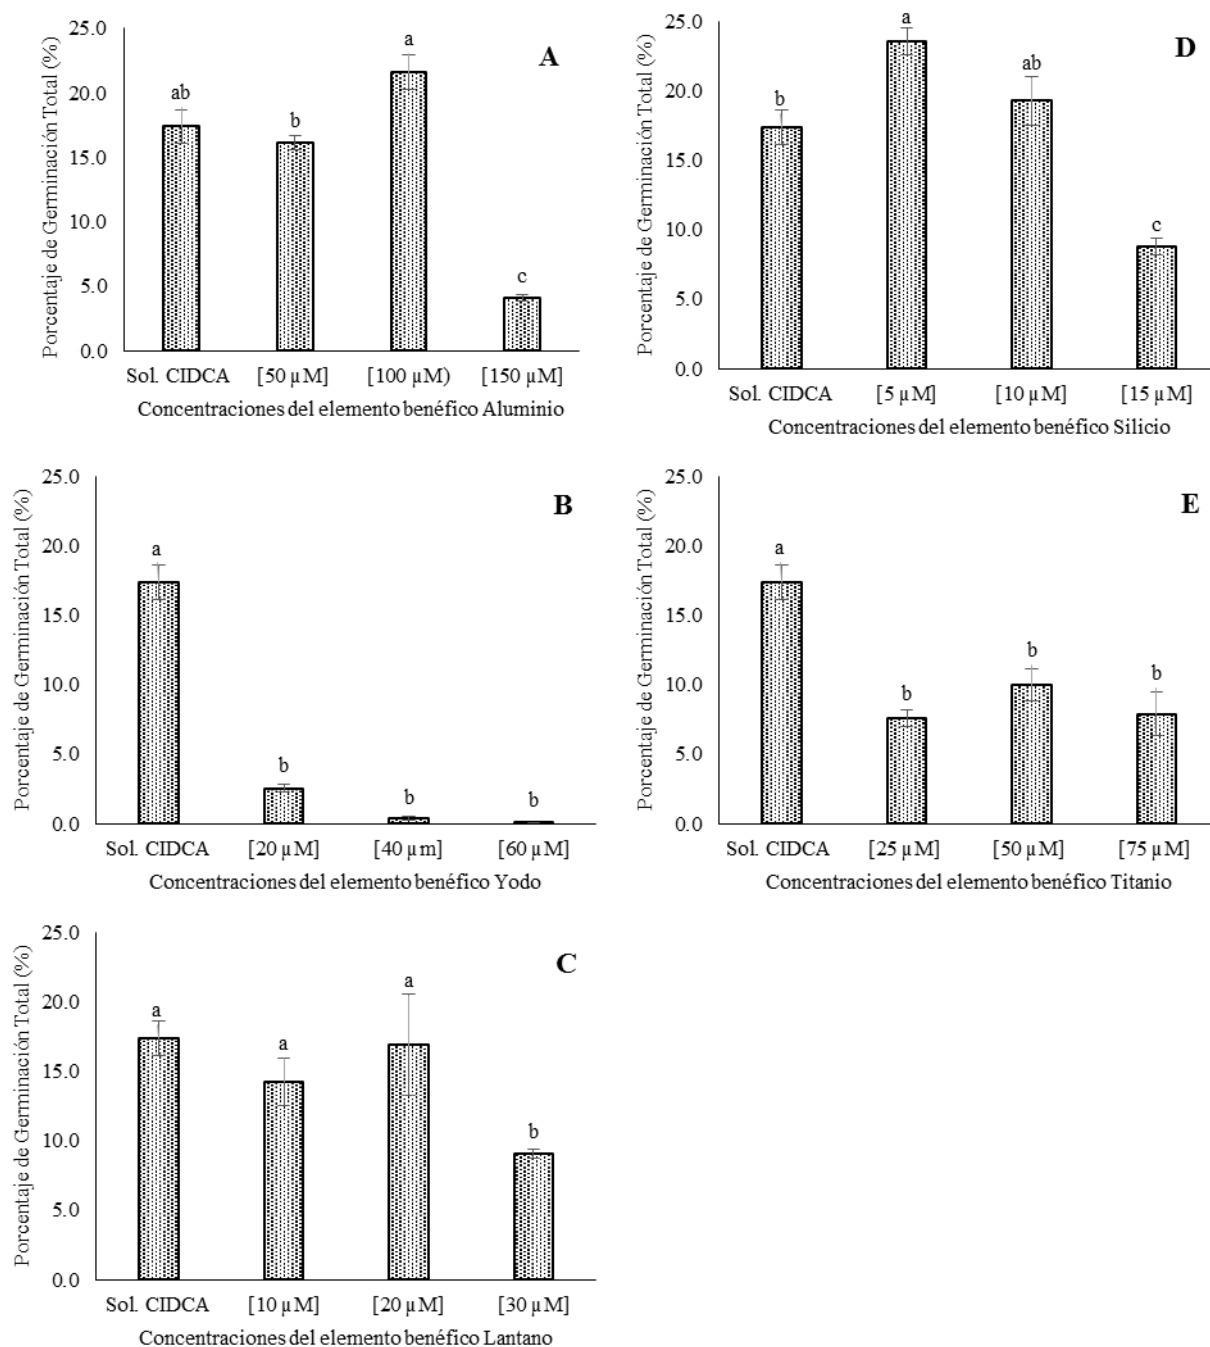 Porcentaje de Germinación Total (%)
25.0
20.0
15.0
10.0
5.0
0.0
ab
b
a
c
A
Sol. CIDCA [50 µM] [100 µM) [150 µM]
Concentraciones del elemento benéfico Aluminio
Porcentaje de Germinación Total (%)
25.0
20.0
15.0
10.0
5.0
0.0
b
a
ab
c
D
Sol. CIDCA [5 µM] [10 µM] [15 µM]
Concentraciones del elemento benéfico Silicio
Porcentaje de Germinación Total (%)
25.0
20.0
15.0
10.0
5.0
0.0
a
b
b
b
B
Sol. CIDCA [20 µM] [40 µm] [60 µM]
Concentraciones del elemento benéfico Yodo
Porcentaje de Germinación Total (%)
25.0
20.0
15.0
10.0
5.0
0.0
a
b
b
b
E
Sol. CIDCA [25 µM] [50 µM] [75 µM]
Concentraciones del elemento benéfico Titanio
Porcentaje de Germinación Total (%)
25.0
20.0
15.0
10.0
5.0
0.0
a
a
a
b
C
Sol. CIDCA [10 µM] [20 µM] [30 µM]
Concentraciones del elemento benéfico Lantano